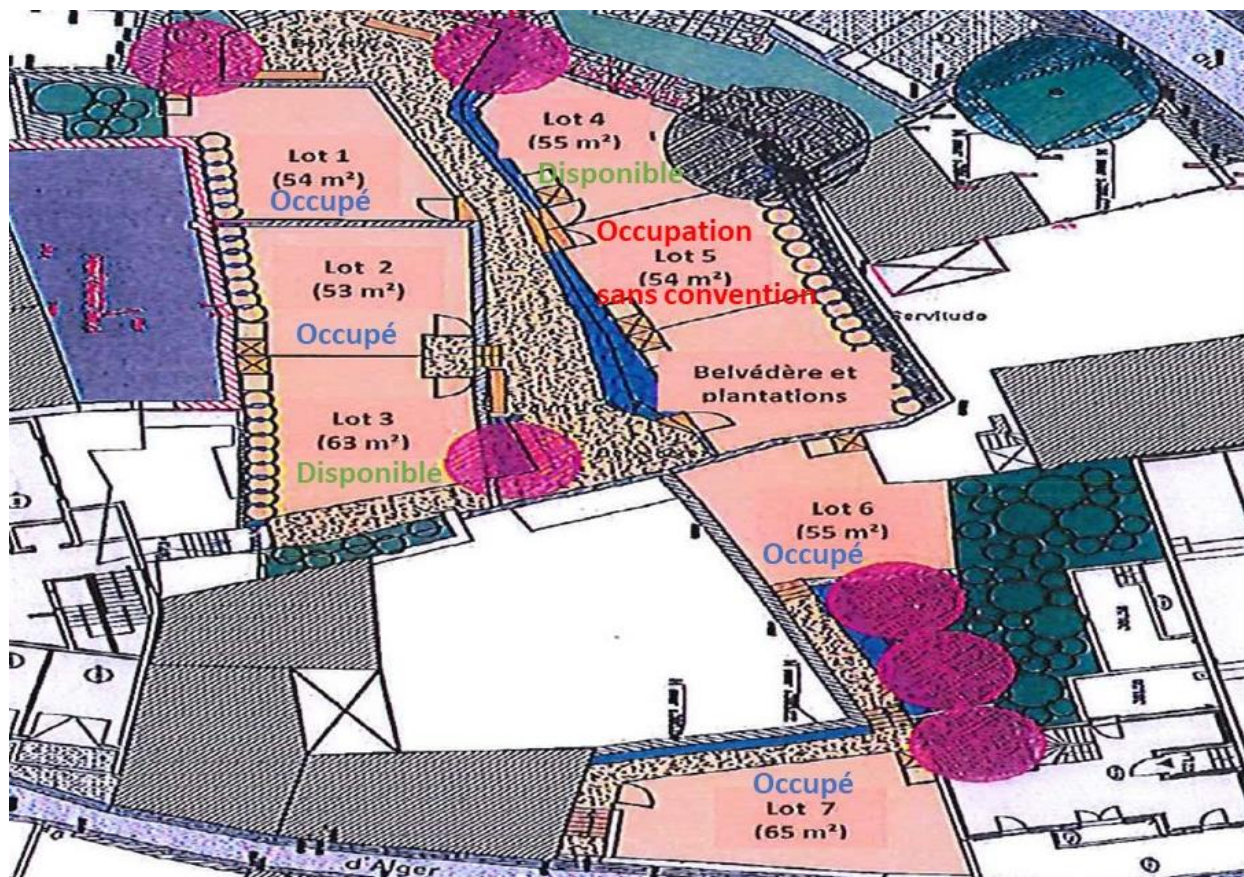 Lot 4
(55 m²)
Disponible
Lot 1
(54 m²)
Occupé
Occupation
Lot 5
(54 m²)
sans convention
Servitude
Lot 2
(53 m²)
Occupé
Belvédère et
plantations
Lot 3
(63 m²)
Disponible
Lot 6
(55 m²)
Occupé
Occupé
Lot 7
(65 m²)
d'Alger